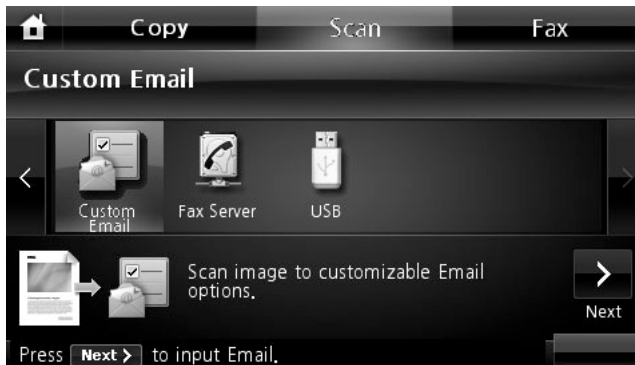 Copy
Scan
Fax
Custom Email
Custom
Email
Fax Server
USB
Scan image to customizable Email
options.
Next
Press Next > to input Email.